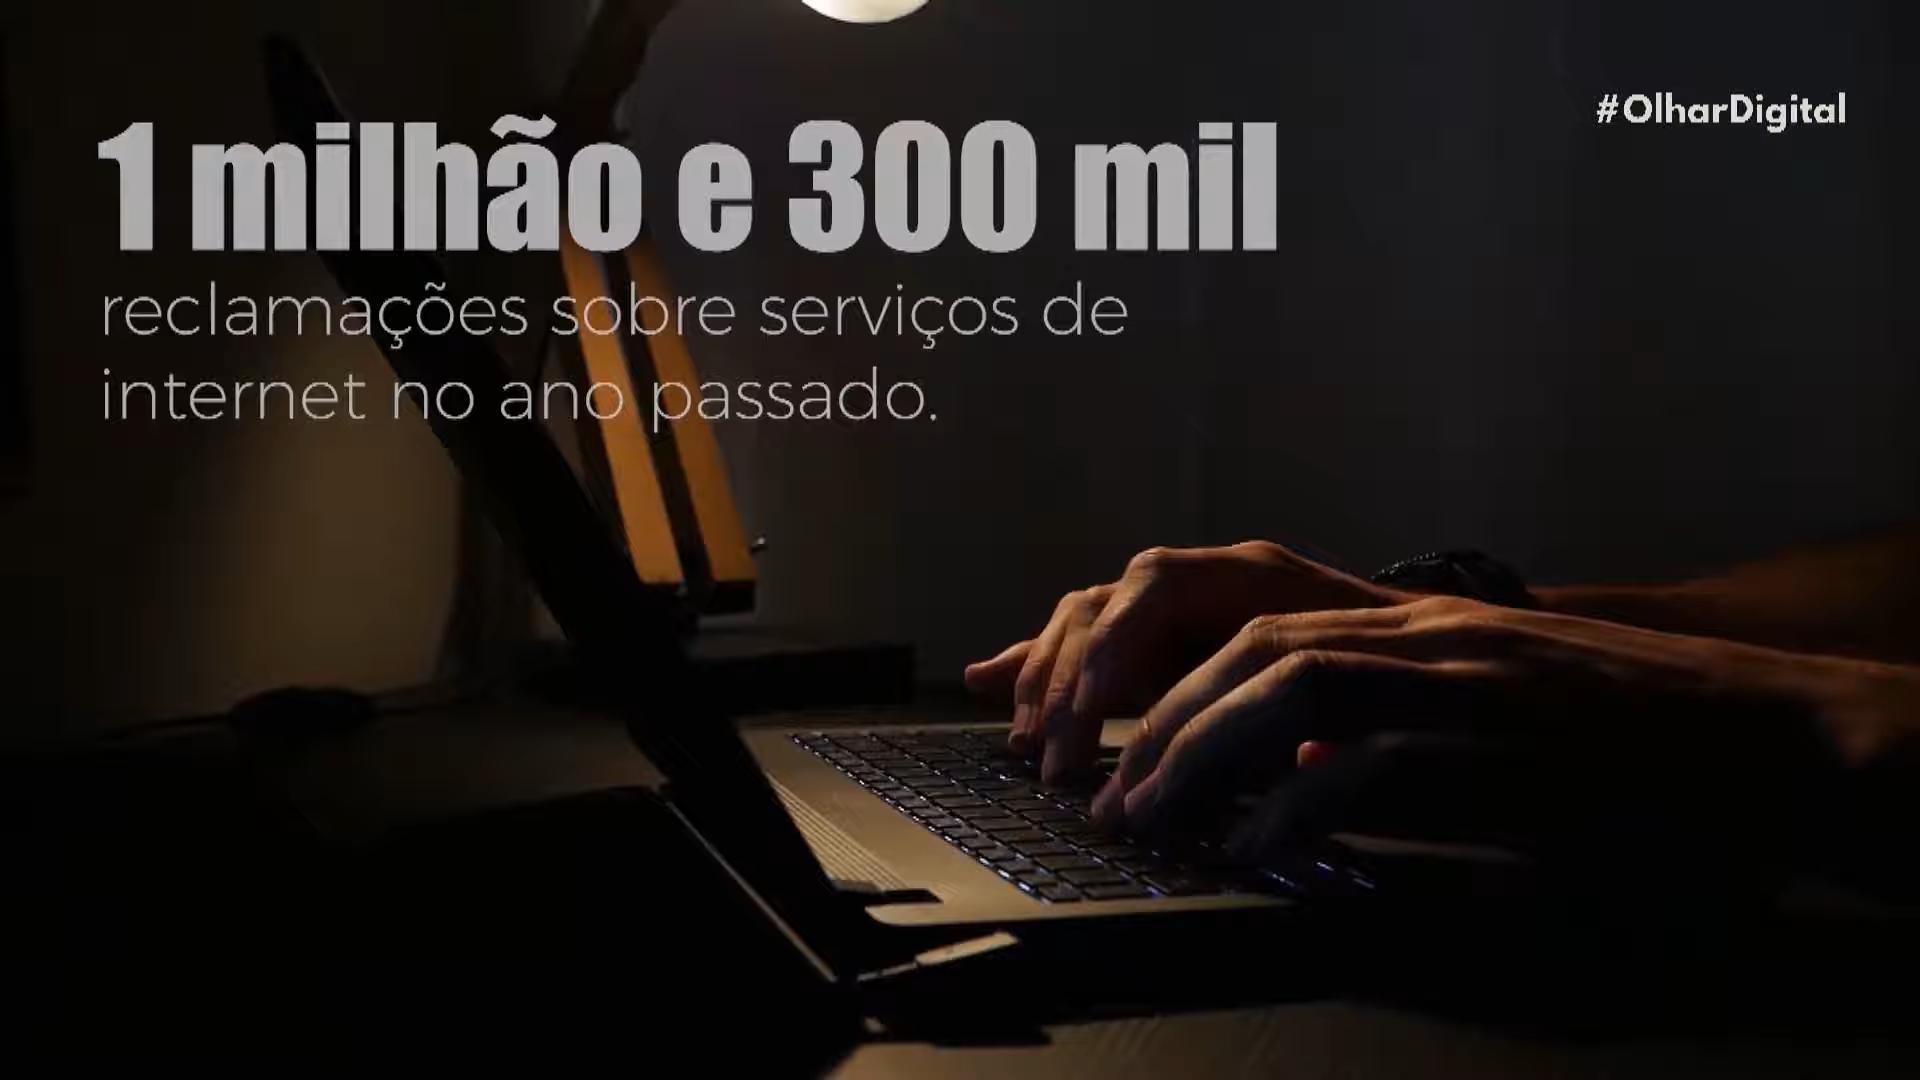 #OlharDigital
1 milhão e 300 mil
reclamações sobre serviços de
internet no ano passado.